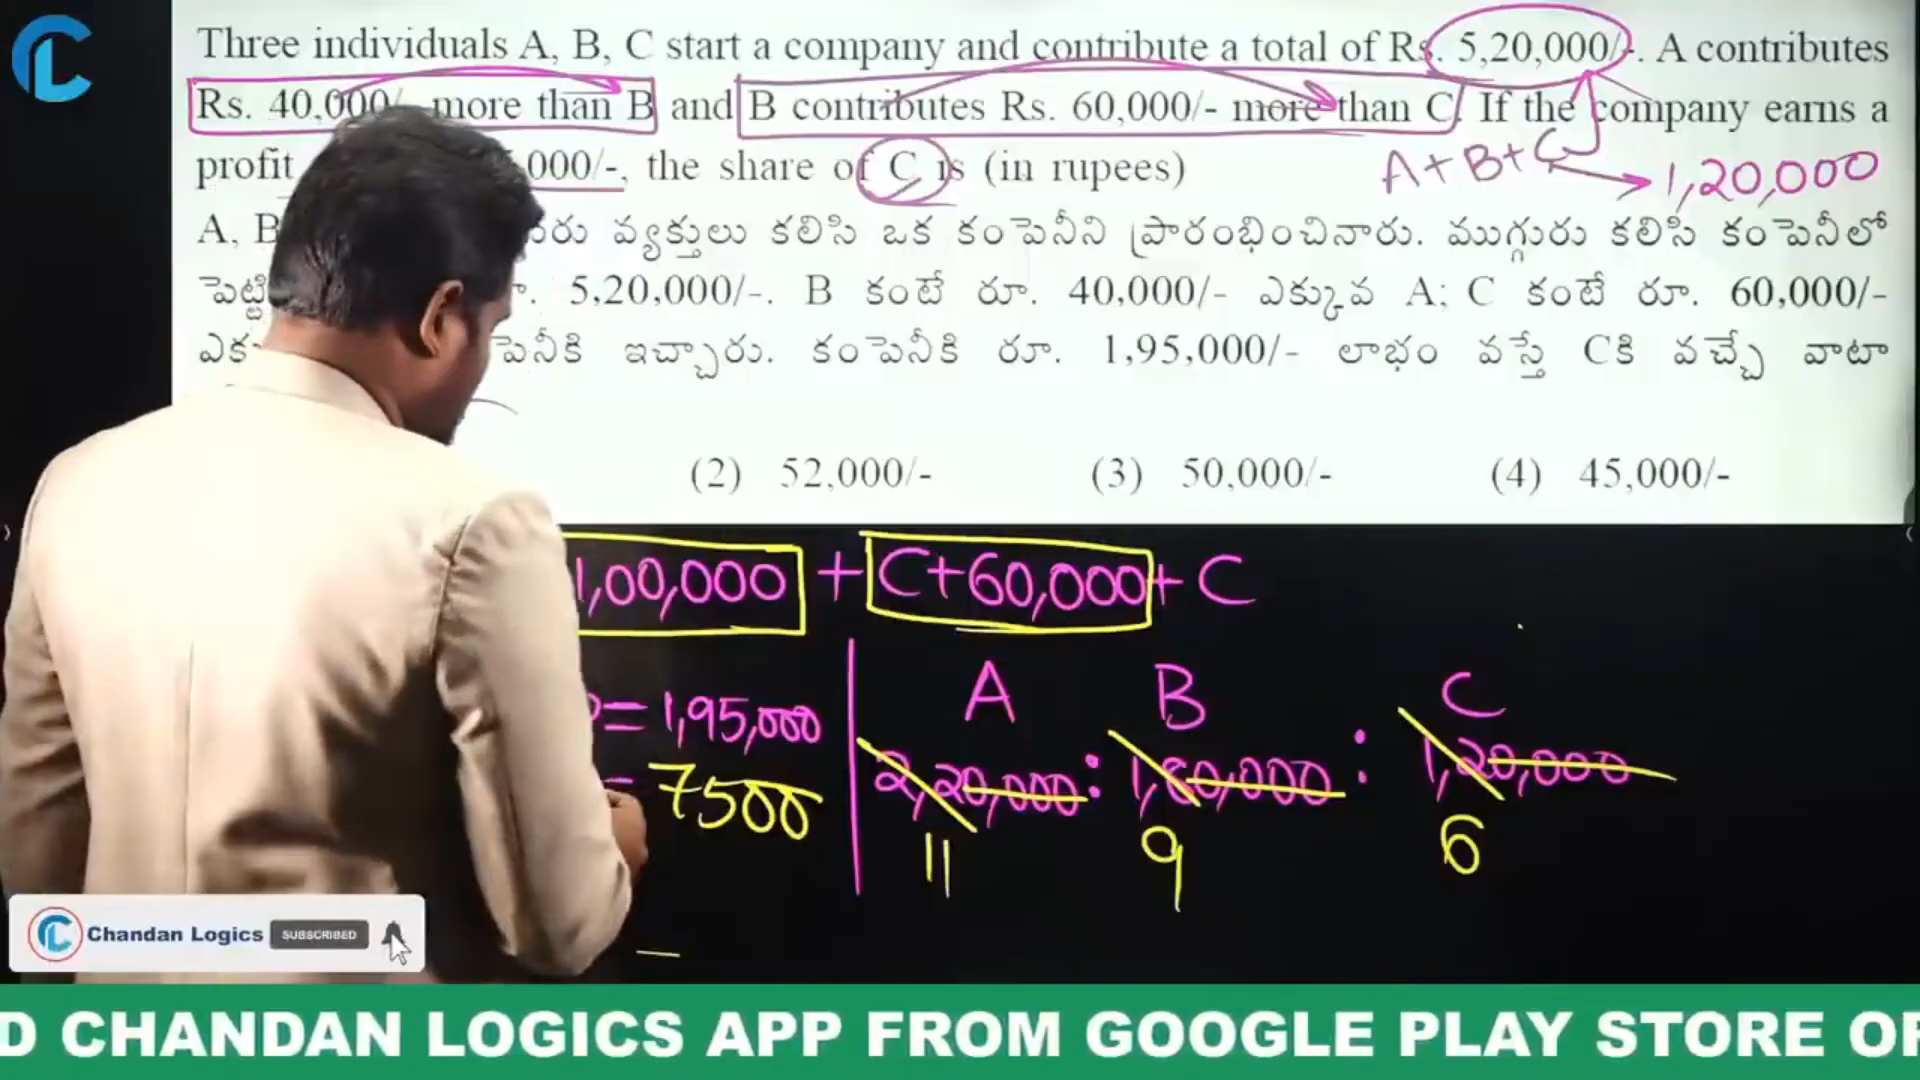 Three individuals A, B, C start a company and contribute a total of Rs. 5,20,000/-. A contributes
Rs. 40,000/- more than B and B contributes Rs. 60,000/- more than C. If the company earns a
profit 000/-, the share of C is (in rupees)
A+B+C
1,20,000
A, B వ్యక్తులు కలిసి ఒక కంపెనీని ప్రారంభించినారు. ముగ్గురు కలిసి కంపెనీలో
5,20,000/-. B కంటే రూ. 40,000/- ఎక్కువ A; C కంటే రూ. 60,000/-
ఇచ్చారు. కంపెనీకి రూ. 1,95,000/- లాభం వస్తే Cకి వచ్చే వాటా
(2) 52,000/- (3) 50,000/- (4) 45,000/-
1,00,000 + C+60,000 + C
A B C
= 1,95,000
2,20,000 : 1,80,000 : 1,20,000
= 7500
11 9 6
Chandan Logics SUBSCRIBED
D CHANDAN LOGICS APP FROM GOOGLE PLAY STORE OR